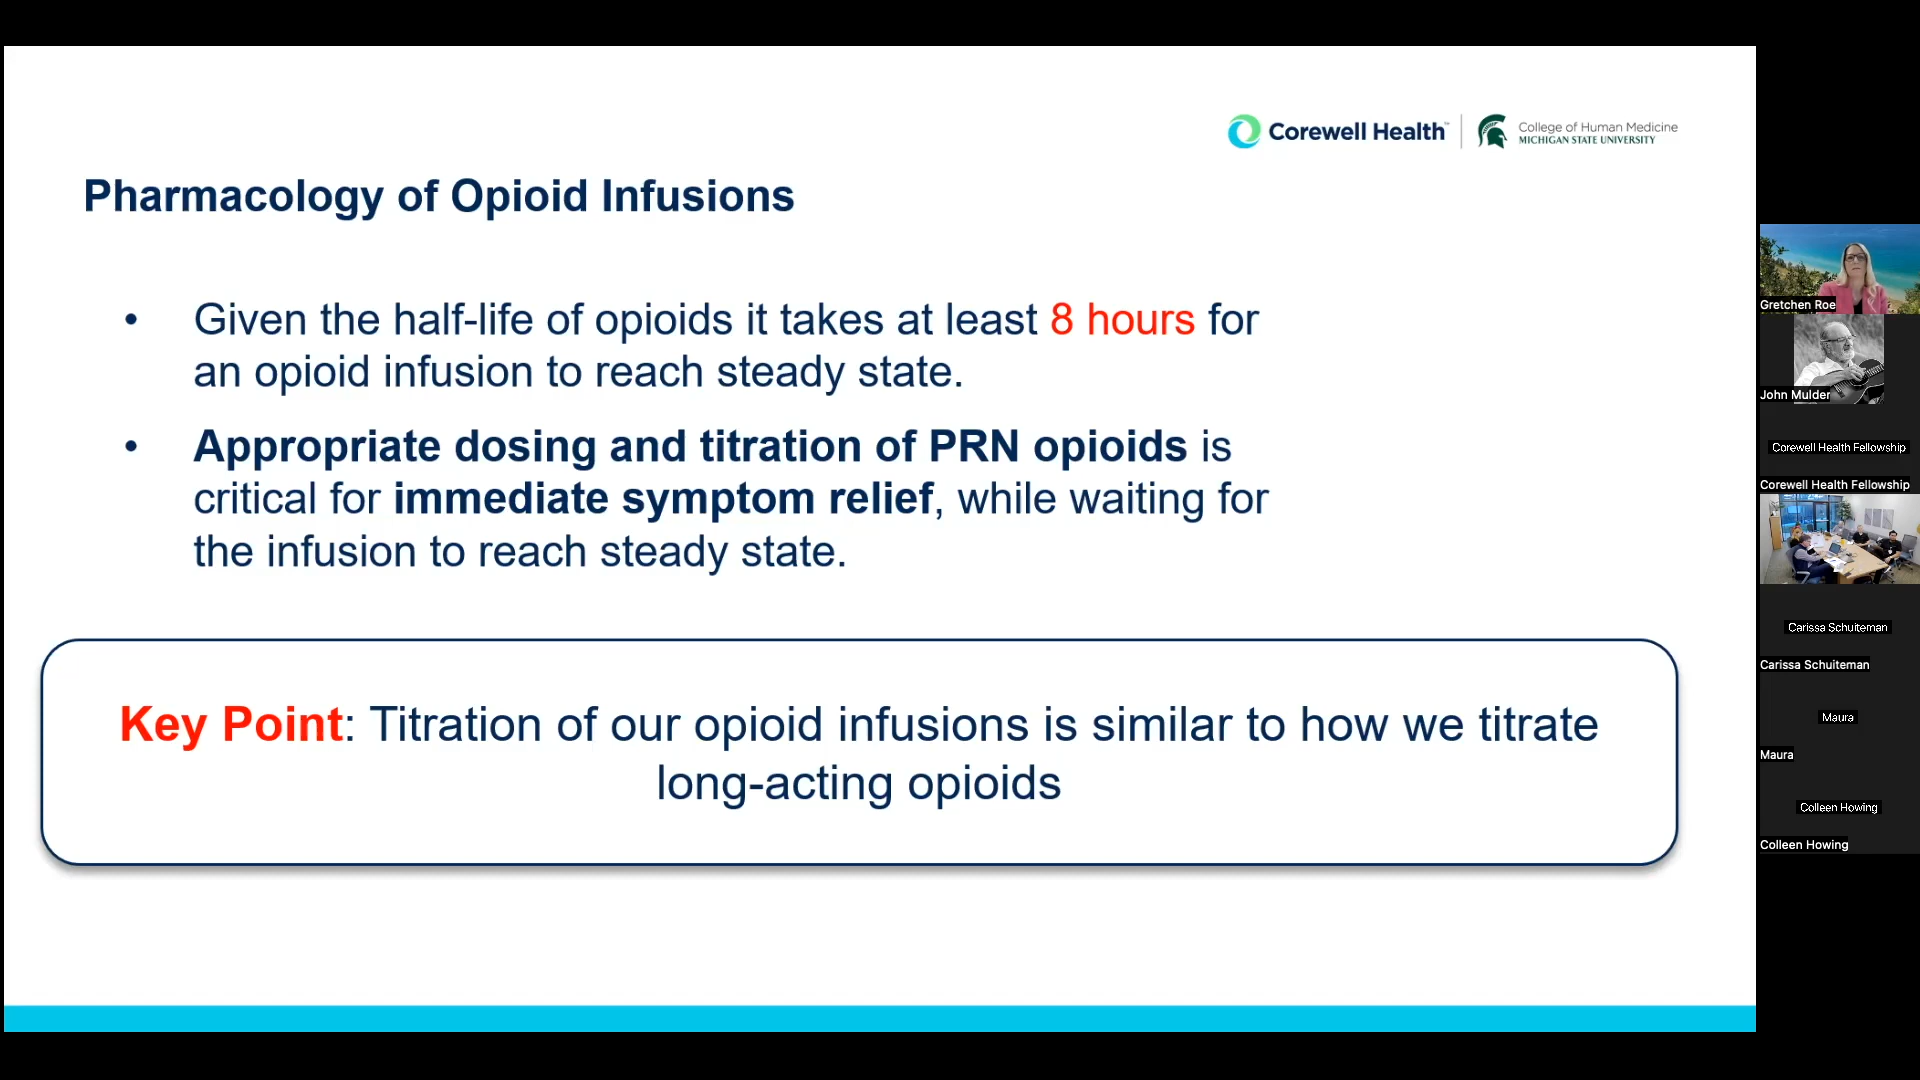 Corewell Health™
College of Human Medicine
MICHIGAN STATE UNIVERSITY
Pharmacology of Opioid Infusions
• Given the half-life of opioids it takes at least 8 hours for
an opioid infusion to reach steady state.
• Appropriate dosing and titration of PRN opioids is
critical for immediate symptom relief, while waiting for
the infusion to reach steady state.
Key Point: Titration of our opioid infusions is similar to how we titrate
long-acting opioids
Gretchen Roe
John Mulder
Corewell Health Fellowship
Corewell Health Fellowship
Carissa Schuiteman
Carissa Schuiteman
Maura
Maura
Colleen Howing
Colleen Howing